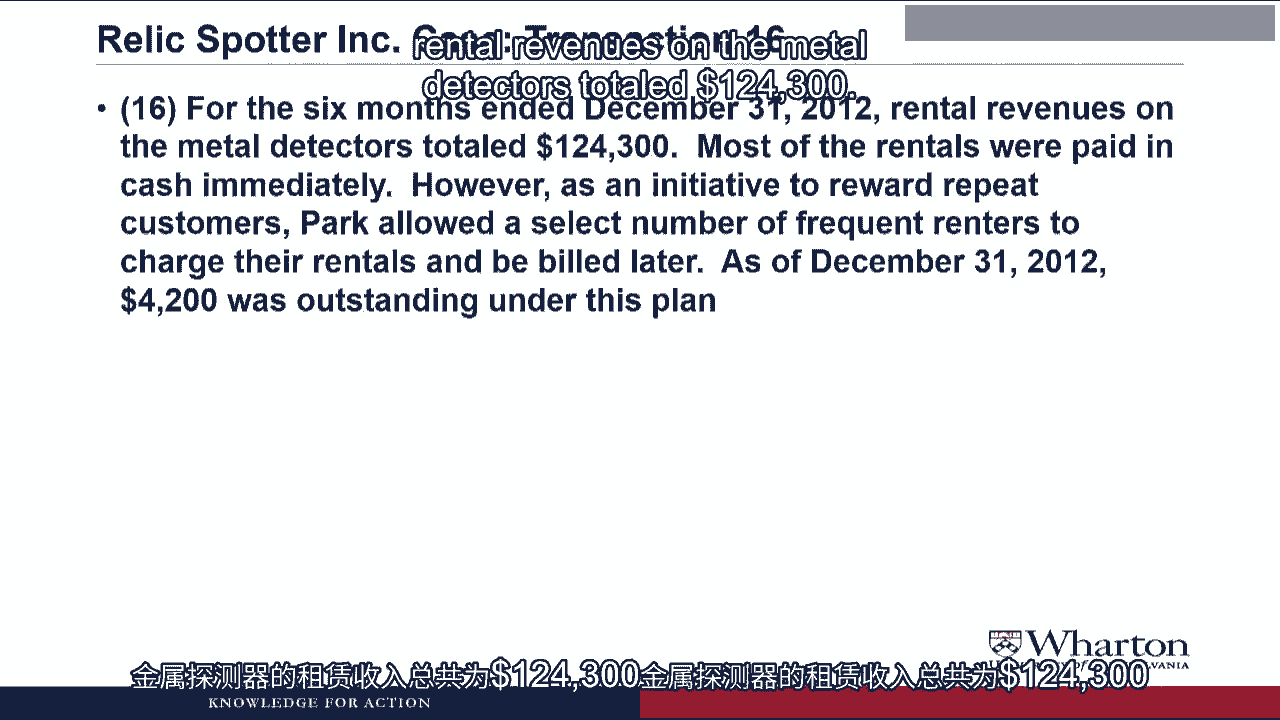 Relic Spotter Inc. Case: Transaction 16
rental revenues on the metal
detectors totaled $124,300.
• (16) For the six months ended December 31, 2012, rental revenues on
the metal detectors totaled $124,300. Most of the rentals were paid in
cash immediately. However, as an initiative to reward repeat
customers, Park allowed a select number of frequent renters to
charge their rentals and be billed later. As of December 31, 2012,
$4,200 was outstanding under this plan
Wharton
金属探测器的租赁收入总共为$124,300金属探测器的租赁收入总共为$124,300
KNOWLEDGE FOR ACTION